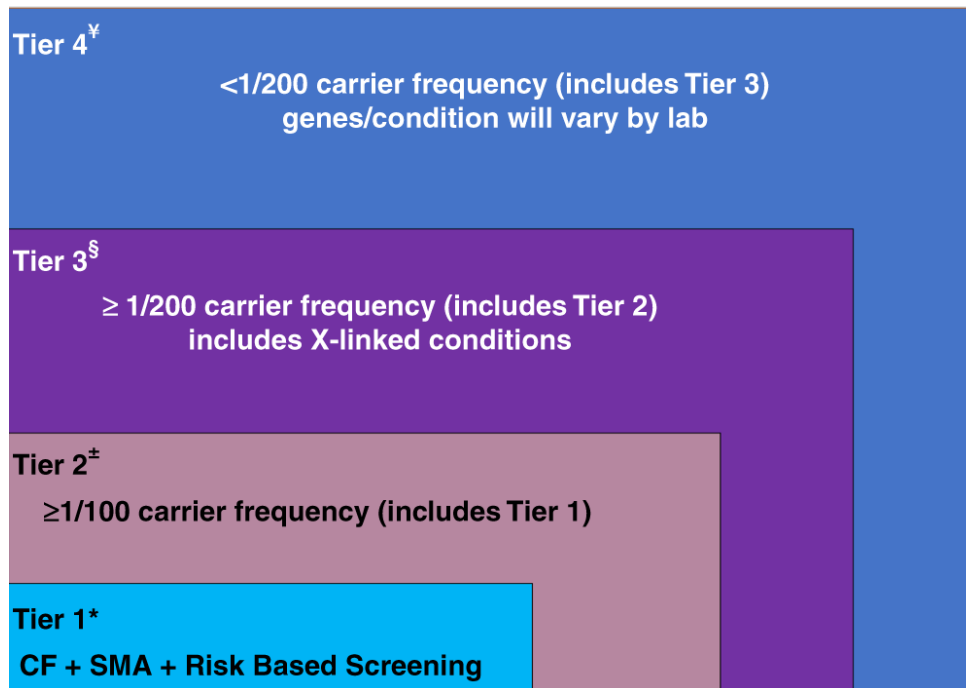 Tier 4¥
<1/200 carrier frequency (includes Tier 3)
genes/condition will vary by lab
Tier 3§
≥ 1/200 carrier frequency (includes Tier 2)
includes X-linked conditions
Tier 2±
≥1/100 carrier frequency (includes Tier 1)
Tier 1*
CF + SMA + Risk Based Screening